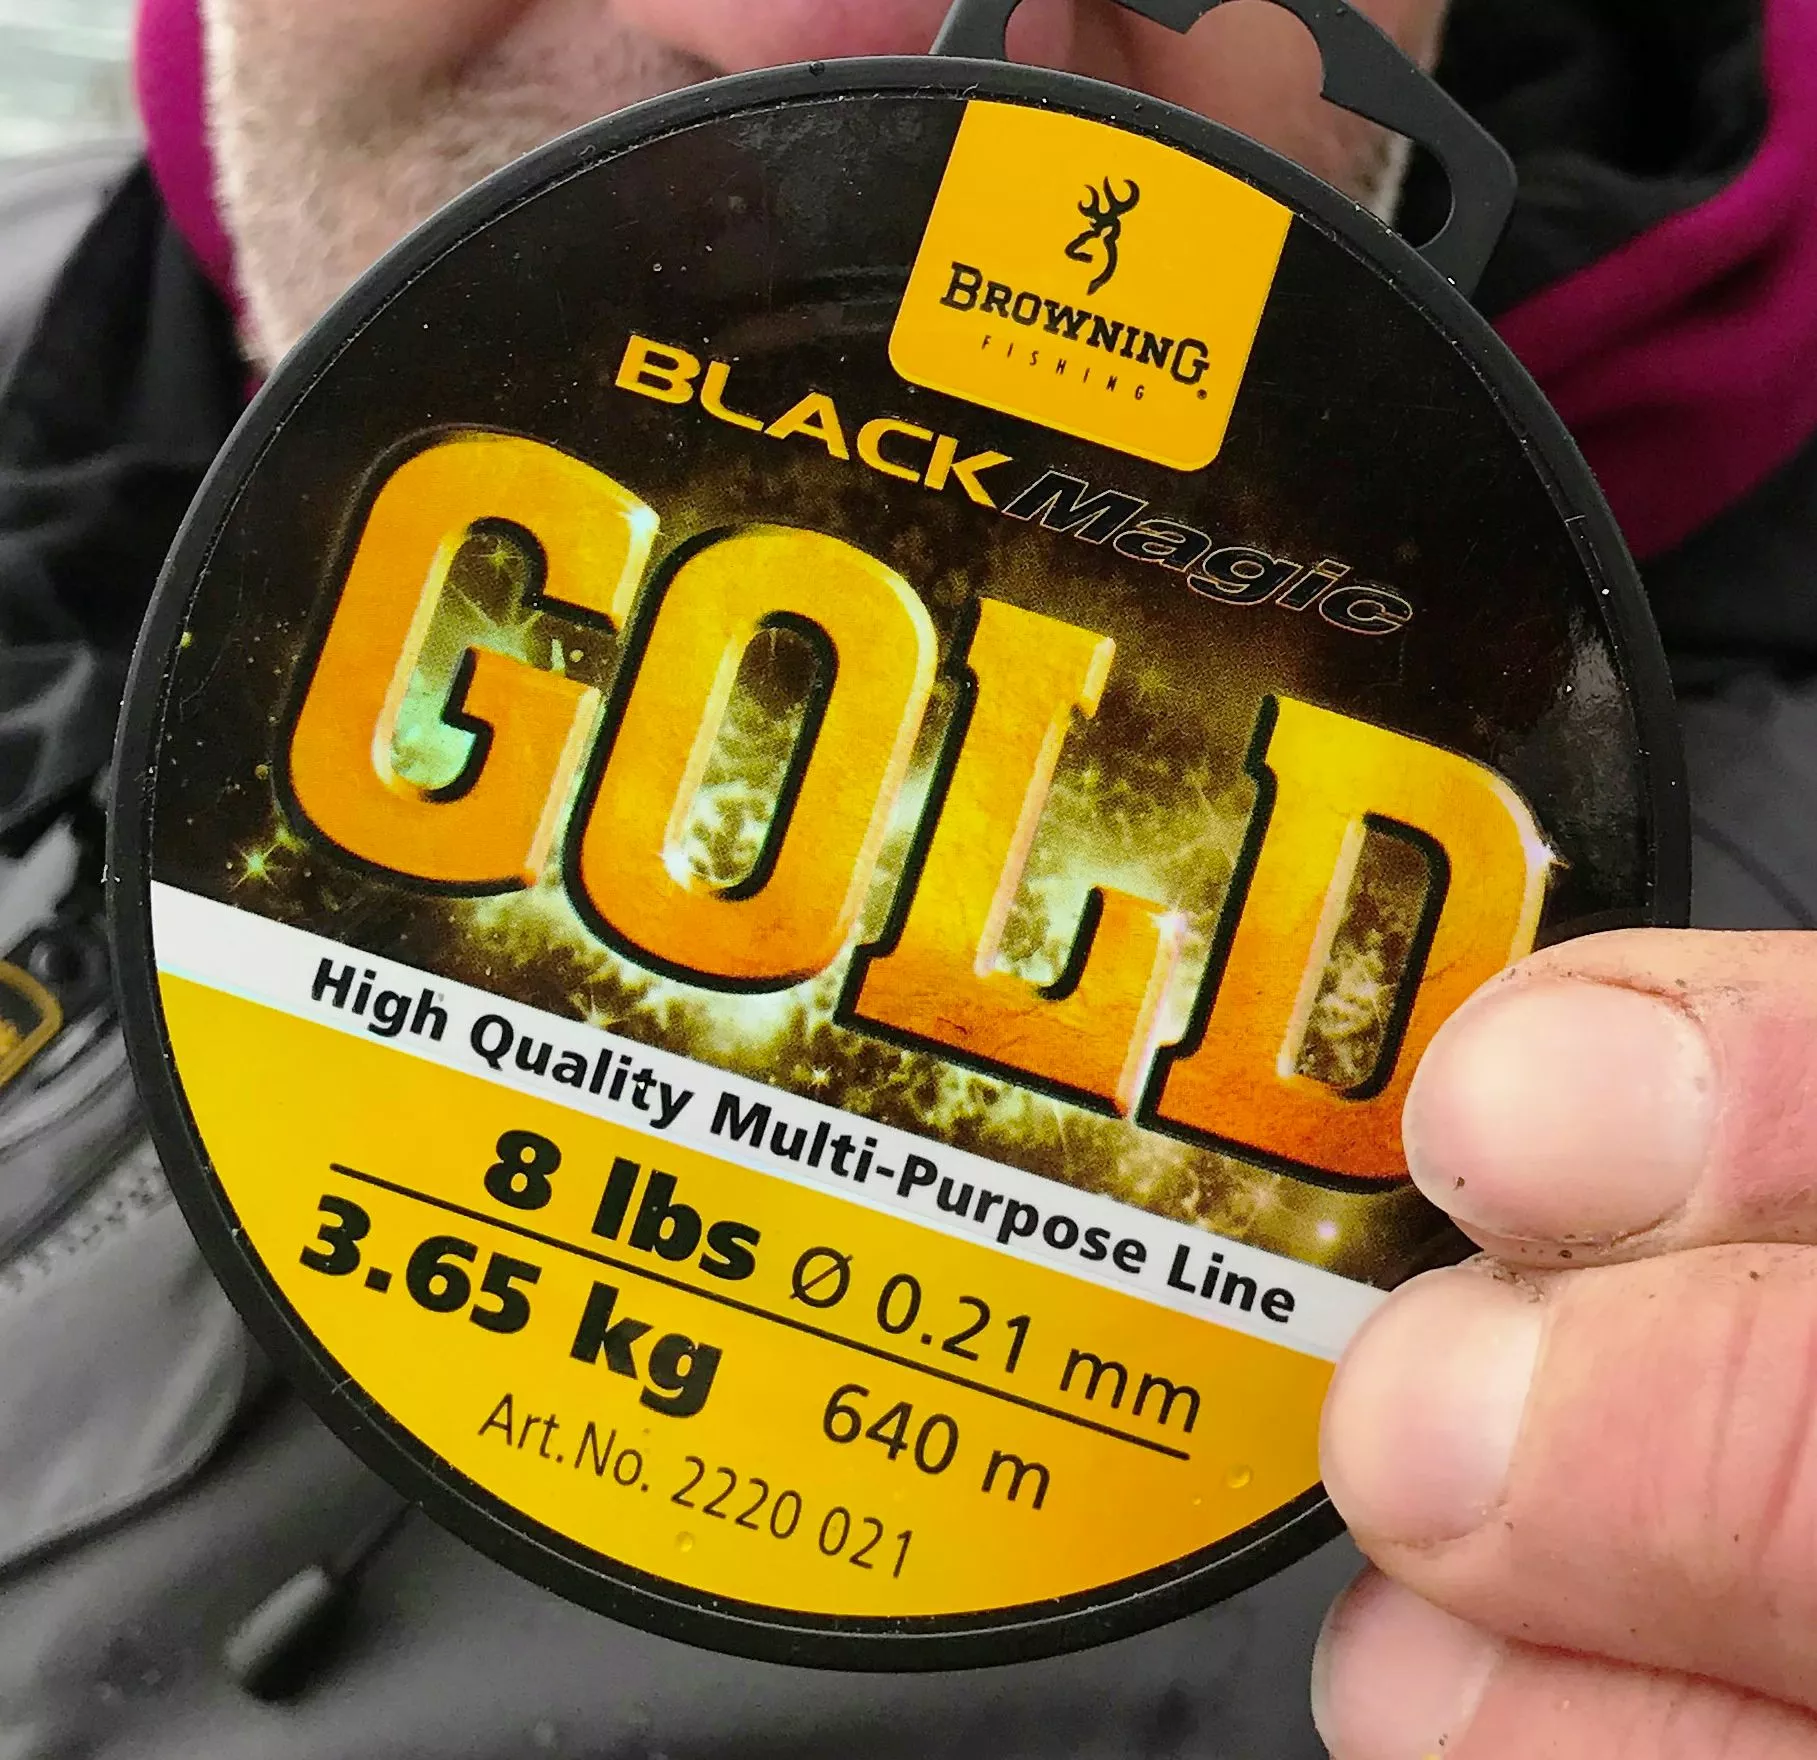 BROWNING®
FISHING
BLACK Magic
GOLD
High Quality Multi-Purpose Line
8 lbs Ø 0.21 mm
3.65 kg 640 m
Art.No. 2220 021